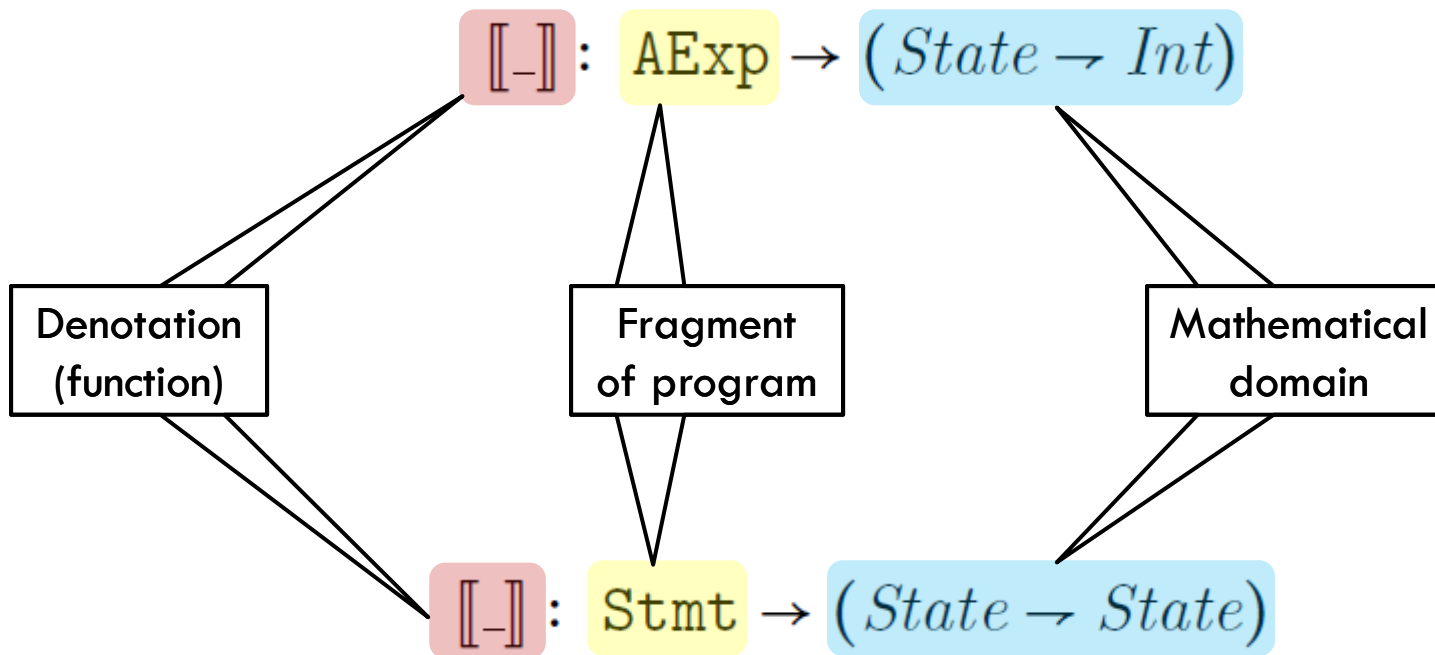 ⟦_⟧ : AExp → (State ⇀ Int)
Denotation
(function)
Fragment
of program
Mathematical
domain
⟦_⟧ : Stmt → (State ⇀ State)